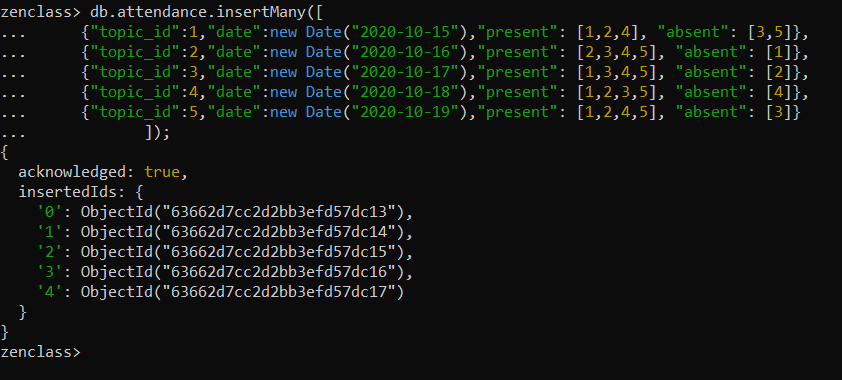 zenclass> db.attendance.insertMany([
...      {"topic_id":1,"date":new Date("2020-10-15"),"present": [1,2,4], "absent": [3,5]},
...      {"topic_id":2,"date":new Date("2020-10-16"),"present": [2,3,4,5], "absent": [1]},
...      {"topic_id":3,"date":new Date("2020-10-17"),"present": [1,3,4,5], "absent": [2]},
...      {"topic_id":4,"date":new Date("2020-10-18"),"present": [1,2,3,5], "absent": [4]},
...      {"topic_id":5,"date":new Date("2020-10-19"),"present": [1,2,4,5], "absent": [3]}
...            ]);
{
  acknowledged: true,
  insertedIds: {
    '0': ObjectId("63662d7cc2d2bb3efd57dc13"),
    '1': ObjectId("63662d7cc2d2bb3efd57dc14"),
    '2': ObjectId("63662d7cc2d2bb3efd57dc15"),
    '3': ObjectId("63662d7cc2d2bb3efd57dc16"),
    '4': ObjectId("63662d7cc2d2bb3efd57dc17")
  }
}
zenclass>